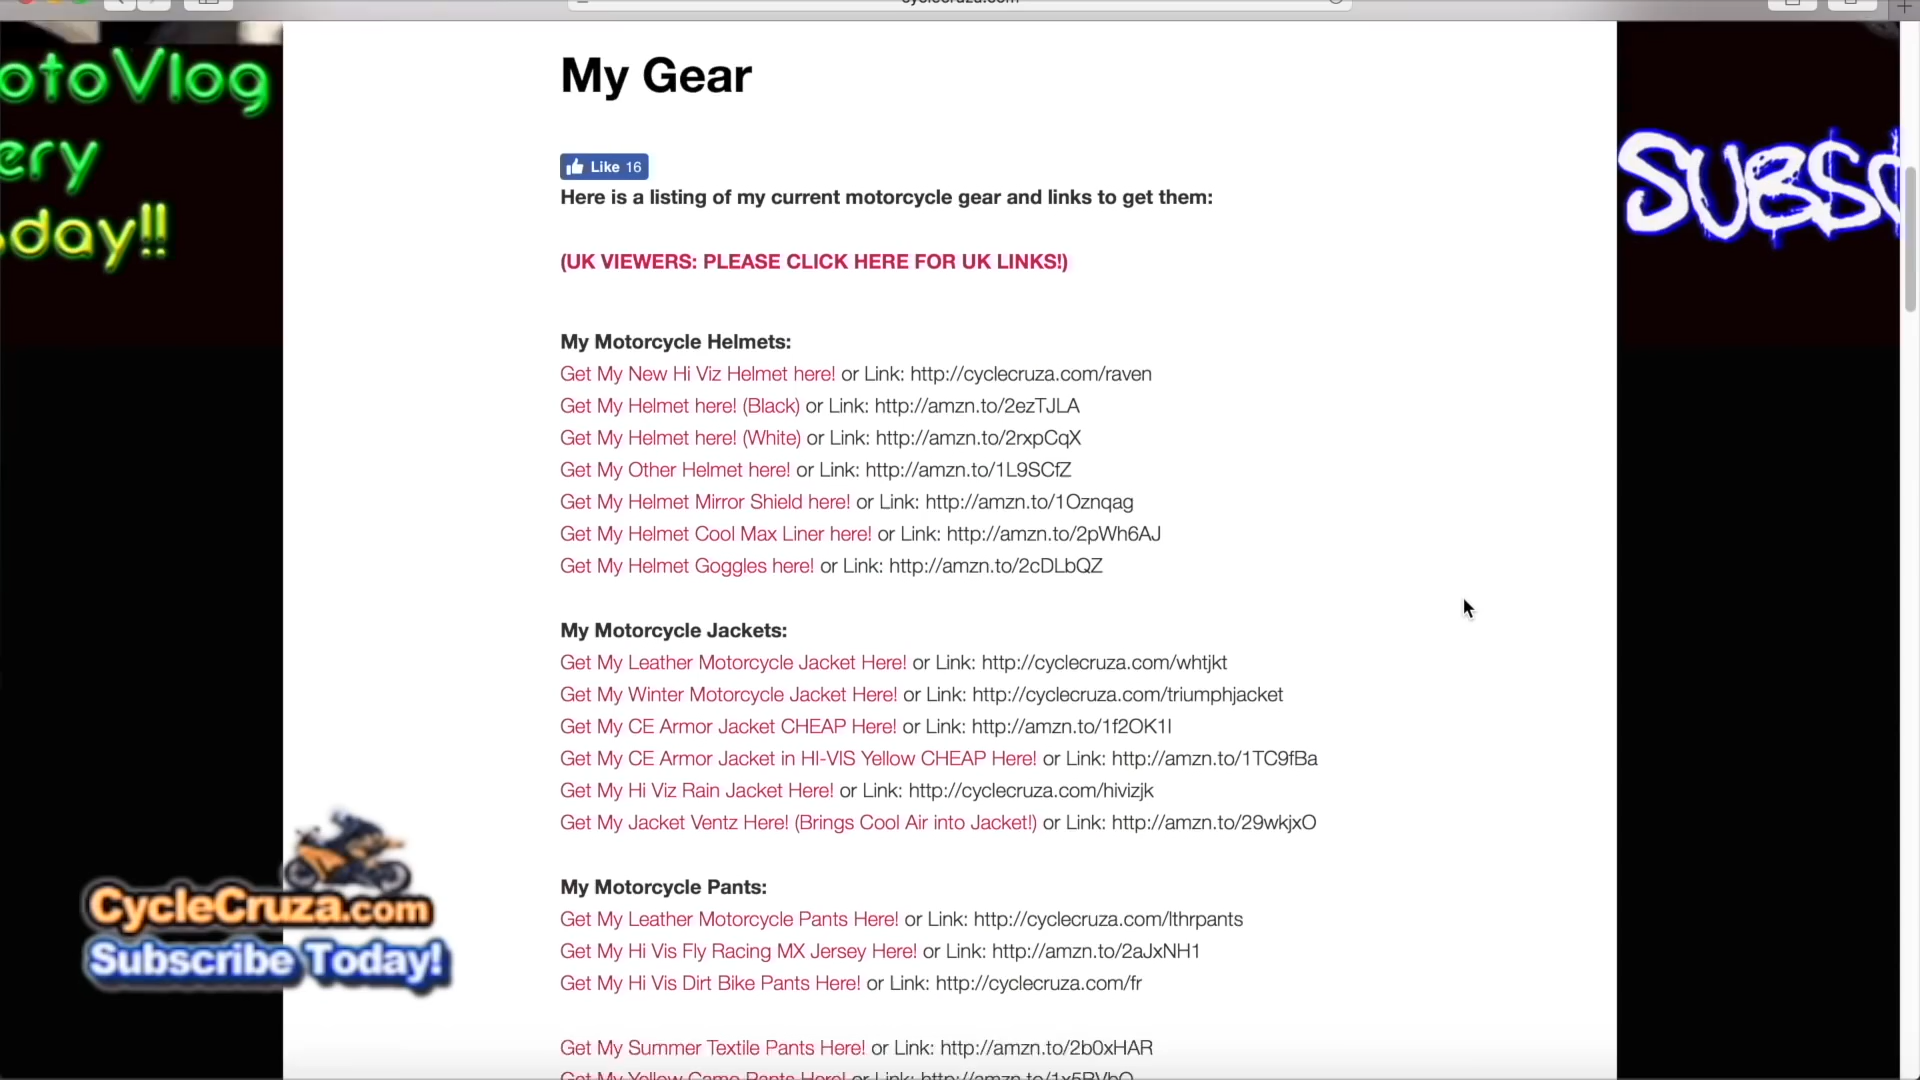 My Gear
Like 16
Here is a listing of my current motorcycle gear and links to get them:
(UK VIEWERS: PLEASE CLICK HERE FOR UK LINKS!)
My Motorcycle Helmets:
Get My New Hi Viz Helmet here! or Link: http://cyclecruza.com/raven
Get My Helmet here! (Black) or Link: http://amzn.to/2ezTJLA
Get My Helmet here! (White) or Link: http://amzn.to/2rxpCqX
Get My Other Helmet here! or Link: http://amzn.to/1L9SCfZ
Get My Helmet Mirror Shield here! or Link: http://amzn.to/1Oznqag
Get My Helmet Cool Max Liner here! or Link: http://amzn.to/2pWh6AJ
Get My Helmet Goggles here! or Link: http://amzn.to/2cDLbQZ
My Motorcycle Jackets:
Get My Leather Motorcycle Jacket Here! or Link: http://cyclecruza.com/whtjkt
Get My Winter Motorcycle Jacket Here! or Link: http://cyclecruza.com/triumphjacket
Get My CE Armor Jacket CHEAP Here! or Link: http://amzn.to/1f2OK1I
Get My CE Armor Jacket in HI-VIS Yellow CHEAP Here! or Link: http://amzn.to/1TC9fBa
Get My Hi Viz Rain Jacket Here! or Link: http://cyclecruza.com/hivizjk
Get My Jacket Ventz Here! (Brings Cool Air into Jacket!) or Link: http://amzn.to/29wkjxO
My Motorcycle Pants:
Get My Leather Motorcycle Pants Here! or Link: http://cyclecruza.com/lthrpants
Get My Hi Vis Fly Racing MX Jersey Here! or Link: http://amzn.to/2aJxNH1
Get My Hi Vis Dirt Bike Pants Here! or Link: http://cyclecruza.com/fr
Get My Summer Textile Pants Here! or Link: http://amzn.to/2b0xHAR
Get My Yellow Camo Pants Here! or Link:
otoVlog
ery
sday!!
SUBSC
CycleCruza.com
Subscribe Today!